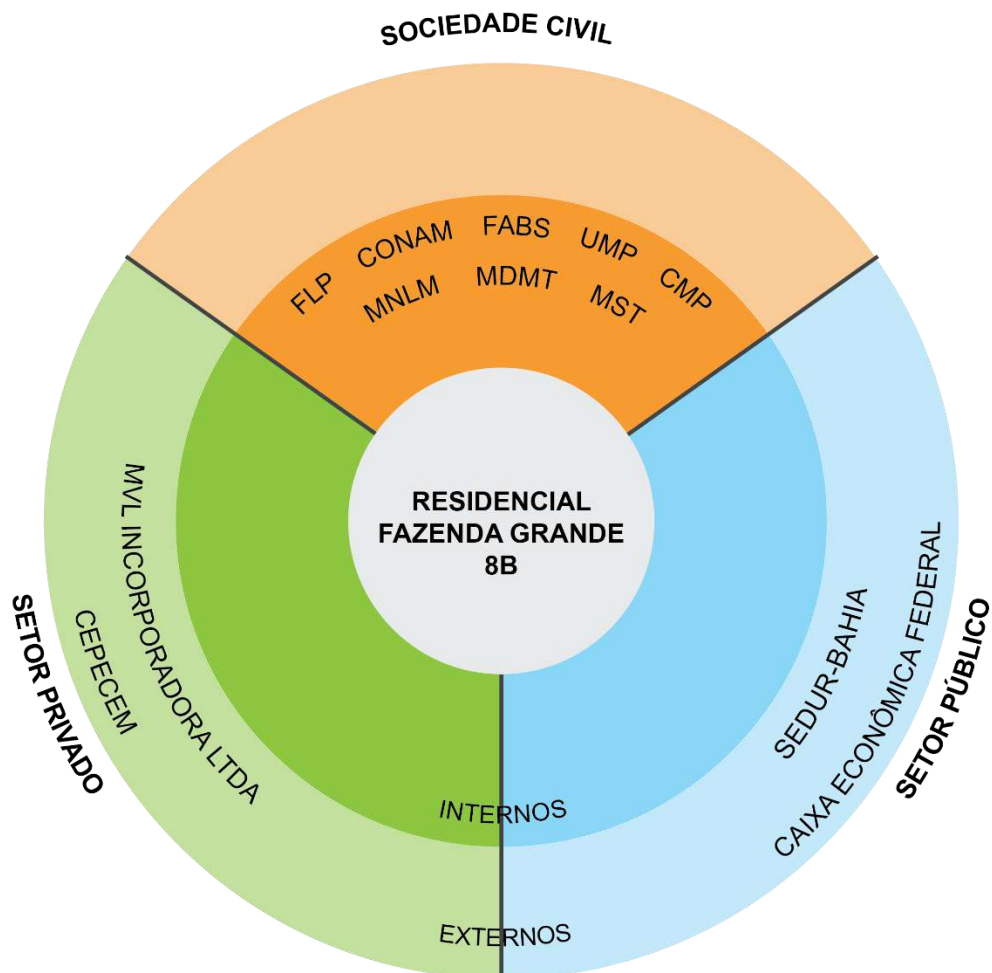 SOCIEDADE CIVIL
FLP CONAM FABS UMP CMP
MNLM MDMT MST
RESIDENCIAL
FAZENDA GRANDE
8B
SETOR PRIVADO
CEPECEM
MVL INCORPORADORA LTDA
SEDUR-BAHIA
CAIXA ECONÔMICA FEDERAL
SETOR PÚBLICO
INTERNOS
EXTERNOS